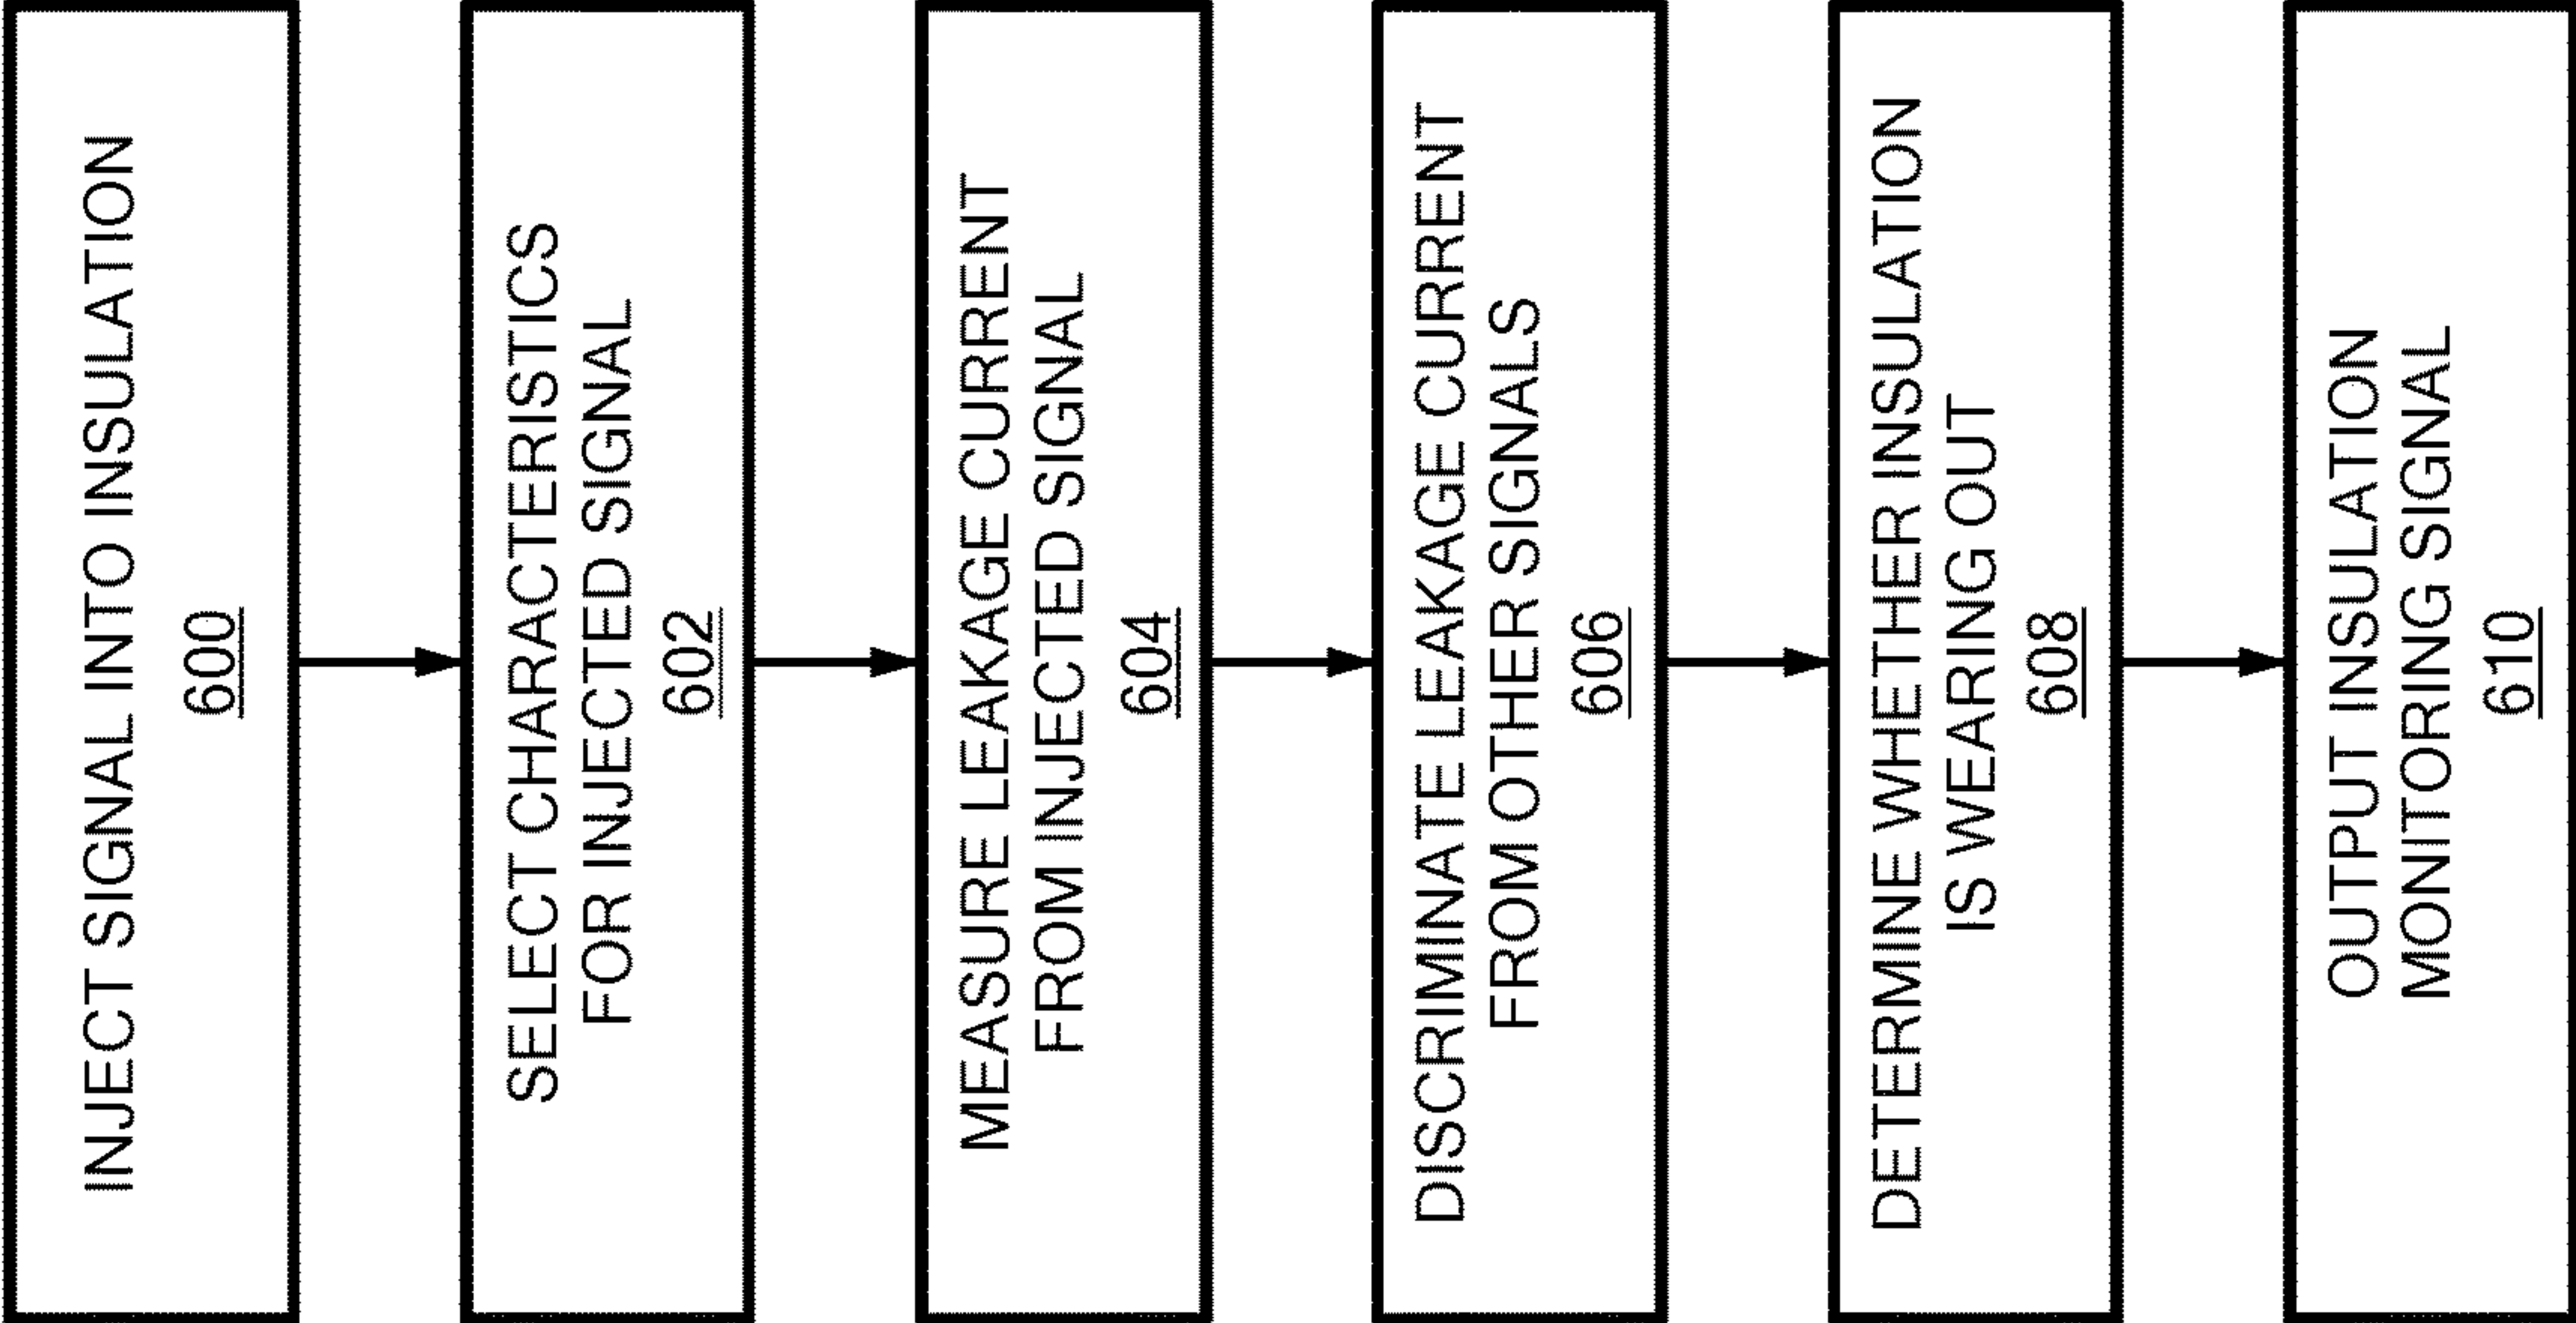 INJECT SIGNAL INTO INSULATION
600
SELECT CHARACTERISTICS
FOR INJECTED SIGNAL
602
MEASURE LEAKAGE CURRENT
FROM INJECTED SIGNAL
604
DISCRIMINATE LEAKAGE CURRENT
FROM OTHER SIGNALS
606
DETERMINE WHETHER INSULATION
IS WEARING OUT
608
OUTPUT INSULATION
MONITORING SIGNAL
610